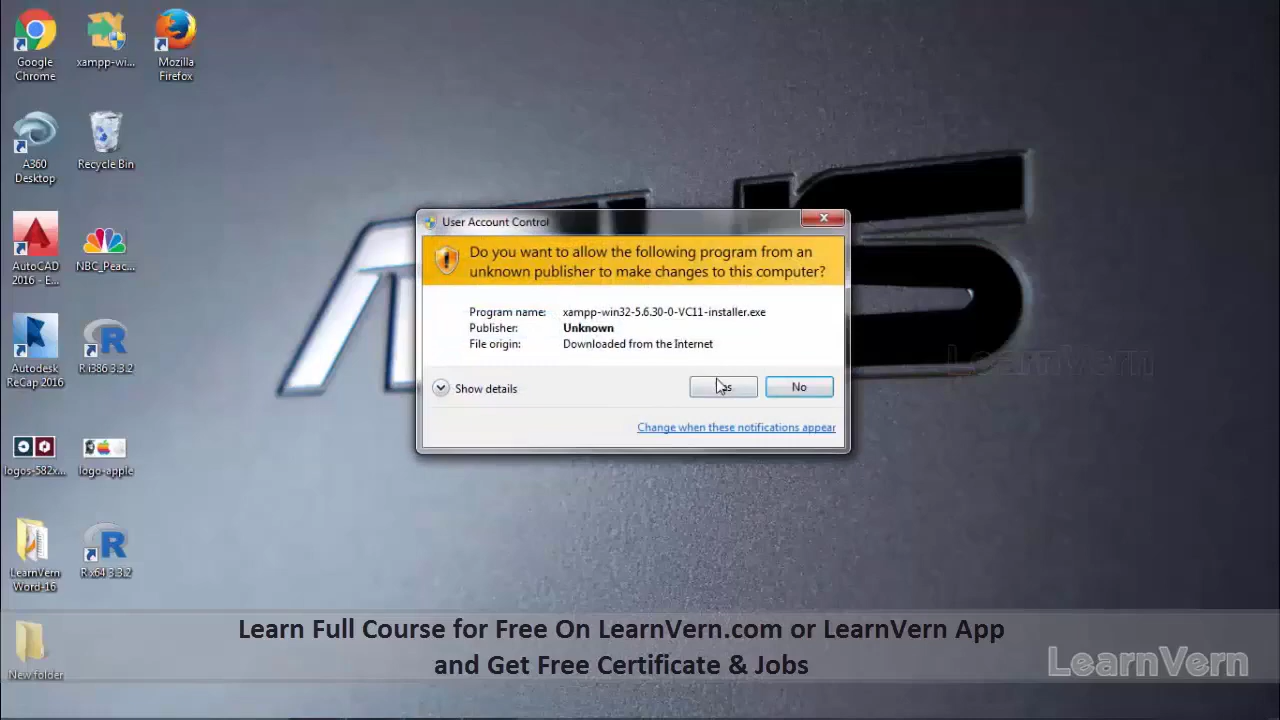 Google
Chrome
xampp-wi...
Mozilla
Firefox
A360
Desktop
Recycle Bin
AutoCAD
2016 - E...
NBC_Peac...
Autodesk
ReCap 2016
R i386 3.3.2
logos-582x...
logo-apple
LearnVern
Word-16
R x64 3.3.2
New folder
User Account Control
Do you want to allow the following program from an
unknown publisher to make changes to this computer?
Program name: xampp-win32-5.6.30-0-VC11-installer.exe
Publisher: Unknown
File origin: Downloaded from the Internet
Show details
No
Change when these notifications appear
LearnVern
Learn Full Course for Free On LearnVern.com or LearnVern App
and Get Free Certificate & Jobs
LearnVern